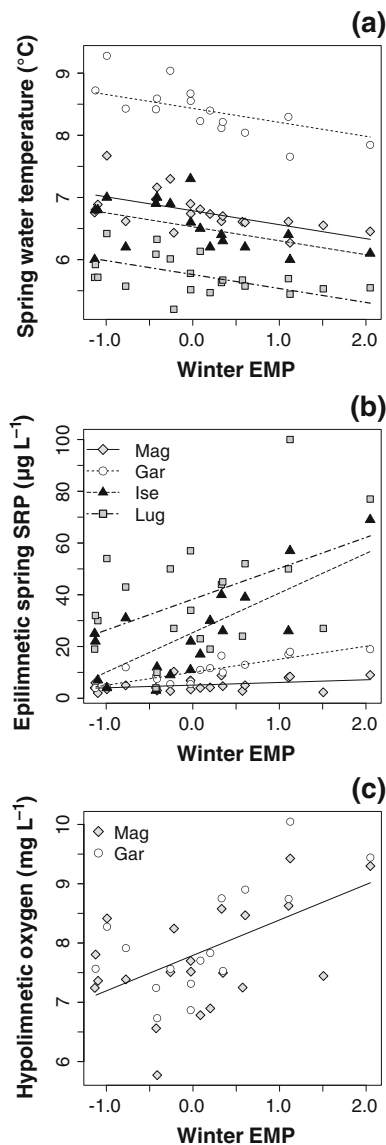 (a)
Spring water temperature (°C)
9
8
7
6
-1.0 0.0 1.0 2.0
Winter EMP
(b)
Epilimnetic spring SRP (µg L⁻¹)
100
80
60
40
20
0
Mag
Gar
Ise
Lug
-1.0 0.0 1.0 2.0
Winter EMP
(c)
Hypolimnetic oxygen (mg L⁻¹)
10
9
8
7
6
Mag
Gar
-1.0 0.0 1.0 2.0
Winter EMP